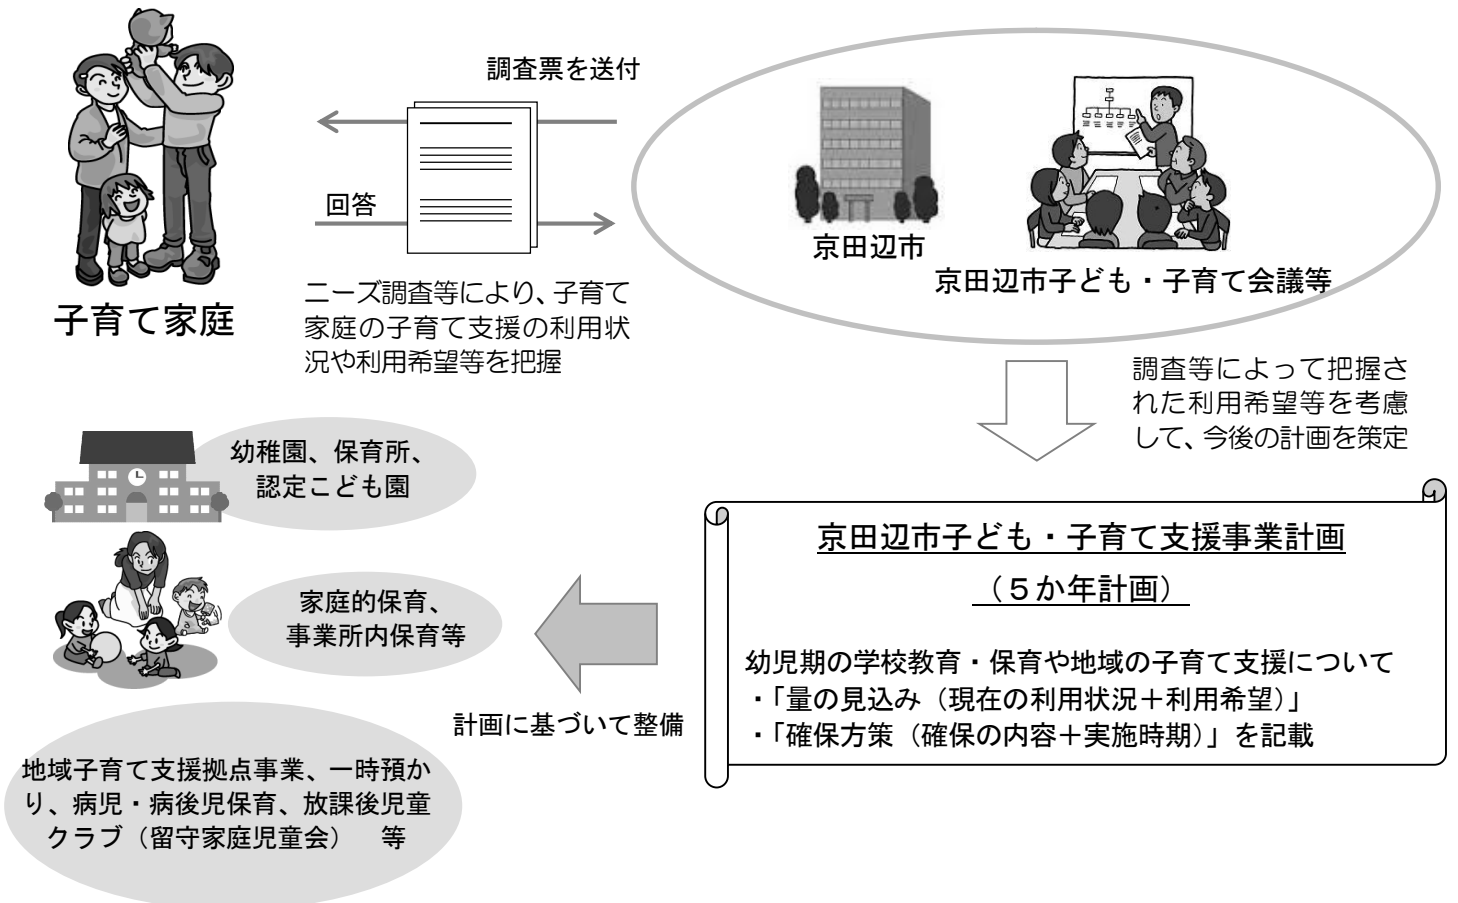 調査票を送付
回答
子育て家庭
ニーズ調査等により、子育て
家庭の子育て支援の利用状
況や利用希望等を把握
京田辺市
京田辺市子ども・子育て会議等
調査等によって把握さ
れた利用希望等を考慮
して、今後の計画を策定
京田辺市子ども・子育て支援事業計画
（５か年計画）
幼児期の学校教育・保育や地域の子育て支援について
・「量の見込み（現在の利用状況＋利用希望）」
・「確保方策（確保の内容＋実施時期）」を記載
計画に基づいて整備
幼稚園、保育所、
認定こども園
家庭的保育、
事業所内保育等
地域子育て支援拠点事業、一時預か
り、病児・病後児保育、放課後児童
クラブ（留守家庭児童会）　等